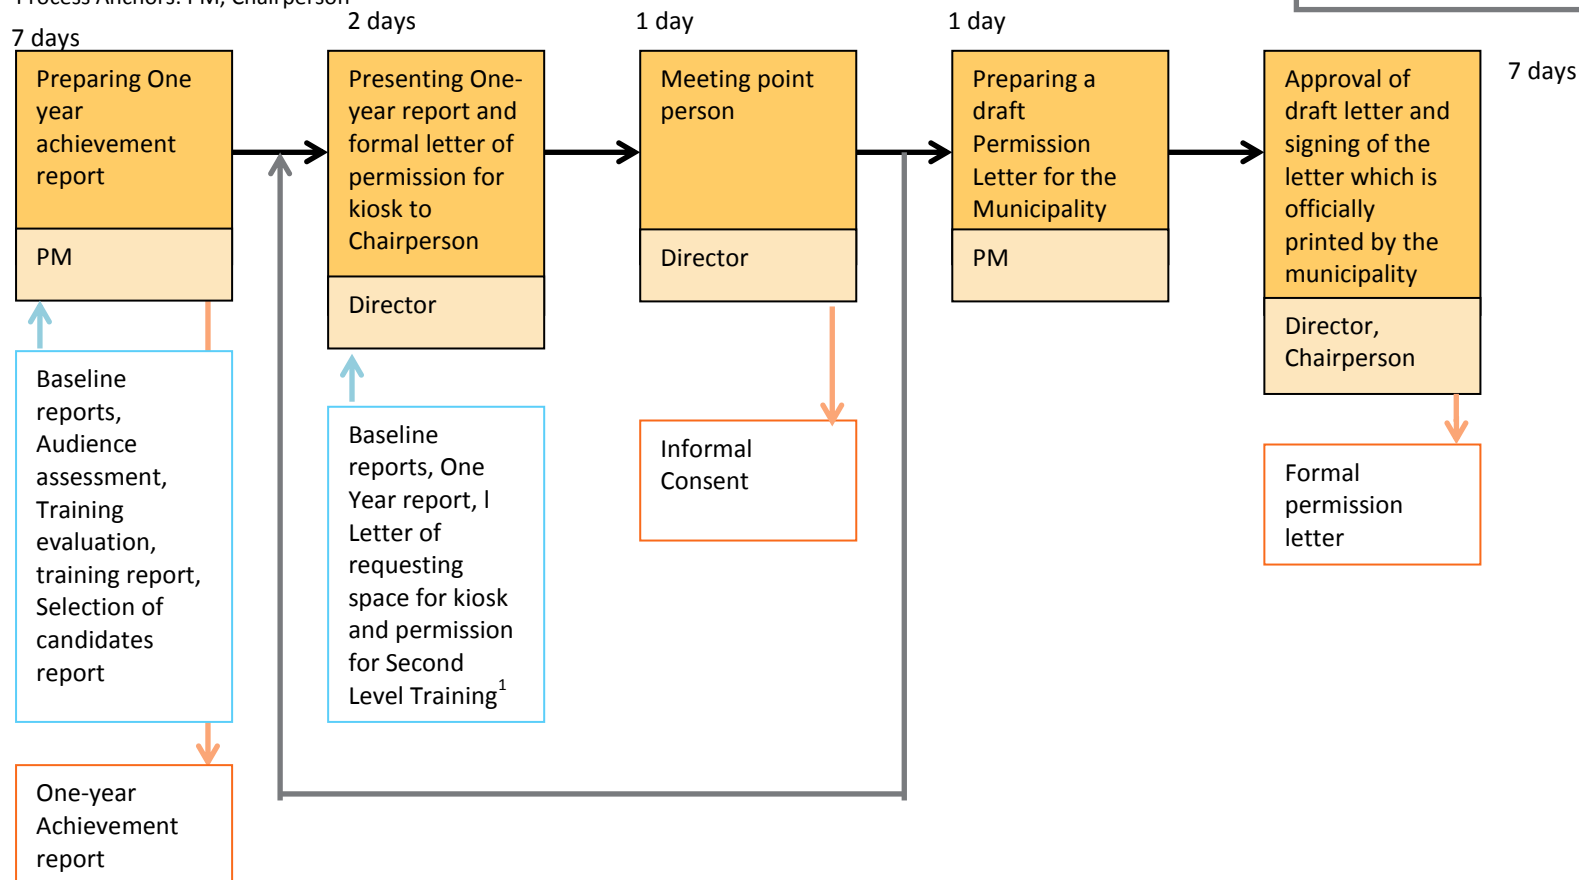 Process Anchors: PM, Chairperson
7 days
2 days
1 day
1 day
7 days
Preparing One
year
achievement
report
PM
Presenting One-
year report and
formal letter of
permission for
kiosk to
Chairperson
Director
Meeting point
person
Director
Preparing a
draft
Permission
Letter for the
Municipality
PM
Approval of
draft letter and
signing of the
letter which is
officially
printed by the
municipality
Director,
Chairperson
Baseline
reports,
Audience
assessment,
Training
evaluation,
training report,
Selection of
candidates
report
Baseline
reports, One
Year report, l
Letter of
requesting
space for kiosk
and permission
for Second
Level Training1
Informal
Consent
Formal
permission
letter
One-year
Achievement
report